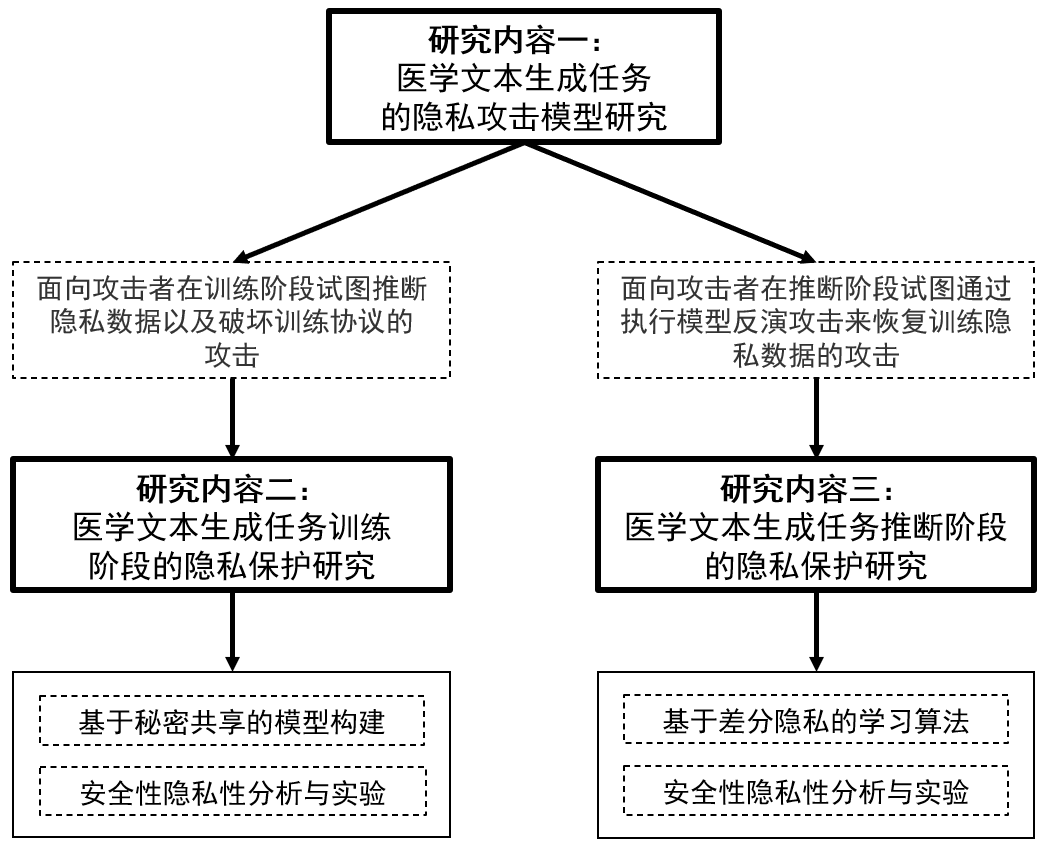 研究内容一：
医学文本生成任务
的隐私攻击模型研究
面向攻击者在训练阶段试图推断
隐私数据以及破坏训练协议的
攻击
面向攻击者在推断阶段试图通过
执行模型反演攻击来恢复训练隐
私数据的攻击
研究内容二：
医学文本生成任务训练
阶段的隐私保护研究
研究内容三：
医学文本生成任务推断阶段
的隐私保护研究
基于秘密共享的模型构建
安全性隐私性分析与实验
基于差分隐私的学习算法
安全性隐私性分析与实验